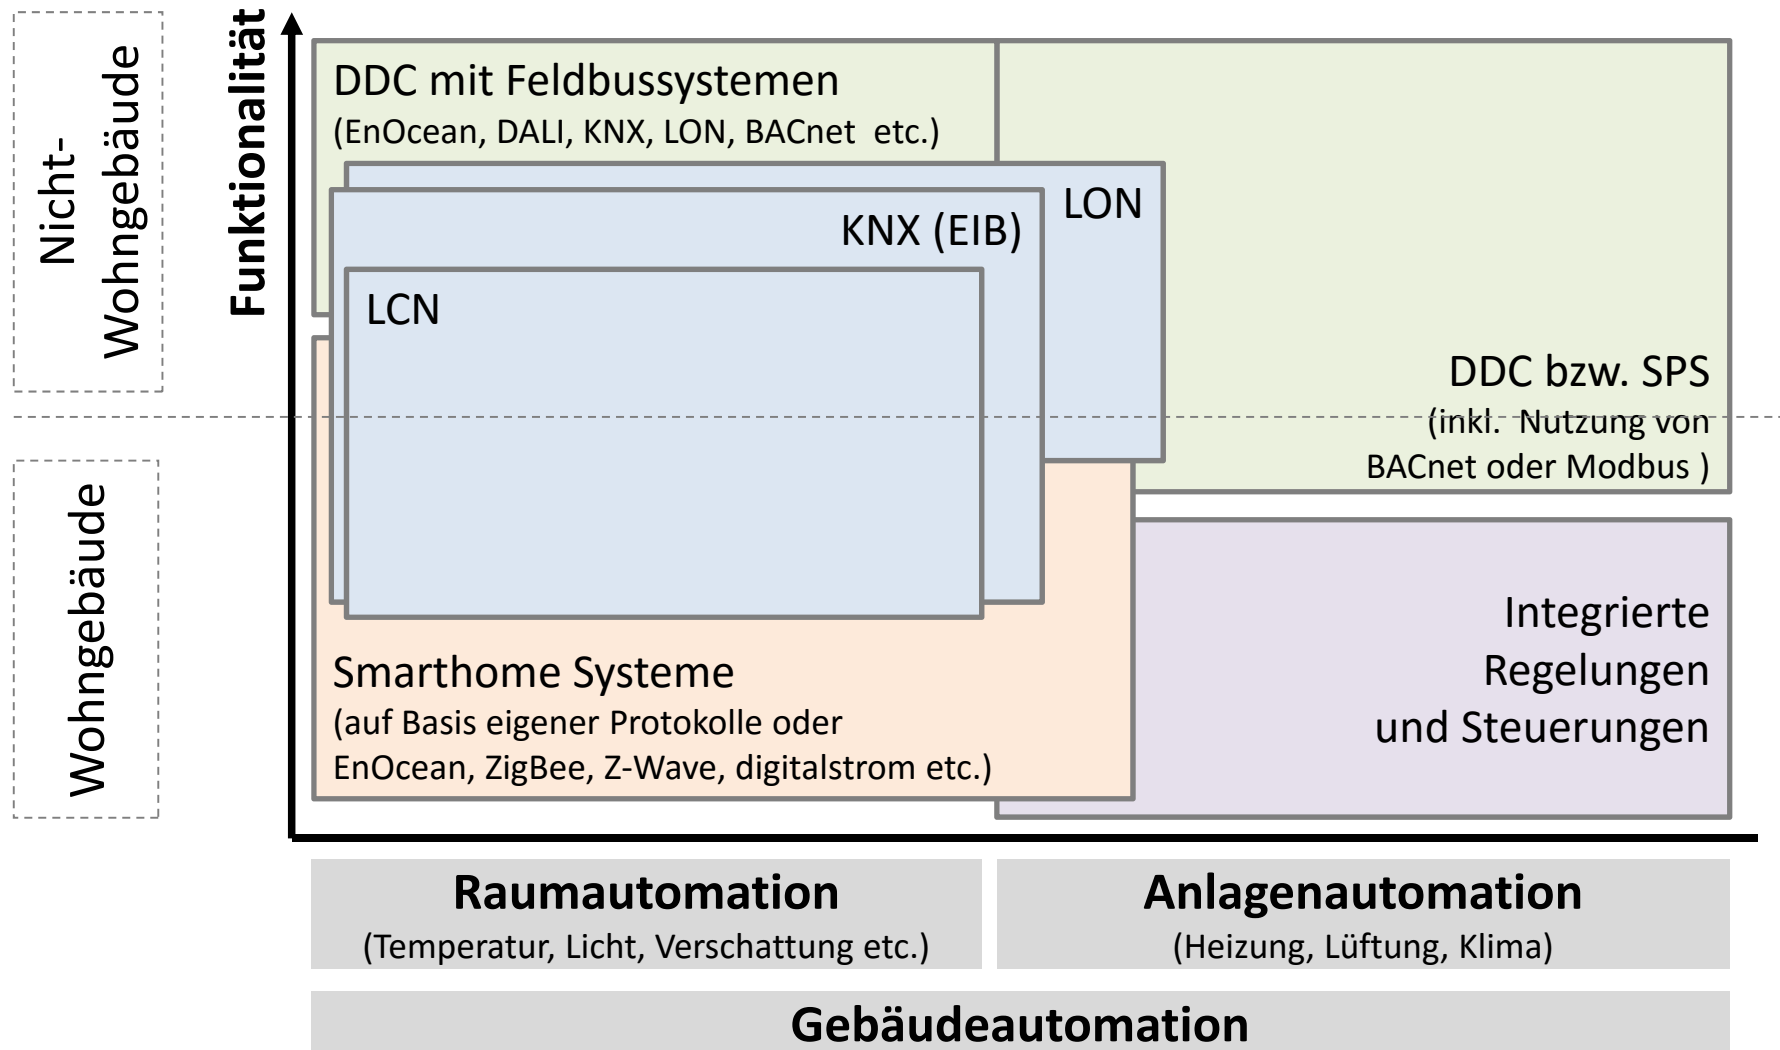 Nicht-
Wohngebäude
Wohngebäude
Funktionalität
DDC mit Feldbussystemen
(EnOcean, DALI, KNX, LON, BACnet etc.)
LON
KNX (EIB)
LCN
DDC bzw. SPS
(inkl. Nutzung von
BACnet oder Modbus )
Smarthome Systeme
(auf Basis eigener Protokolle oder
EnOcean, ZigBee, Z-Wave, digitalstrom etc.)
Integrierte
Regelungen
und Steuerungen
Raumautomation
(Temperatur, Licht, Verschattung etc.)
Anlagenautomation
(Heizung, Lüftung, Klima)
Gebäudeautomation